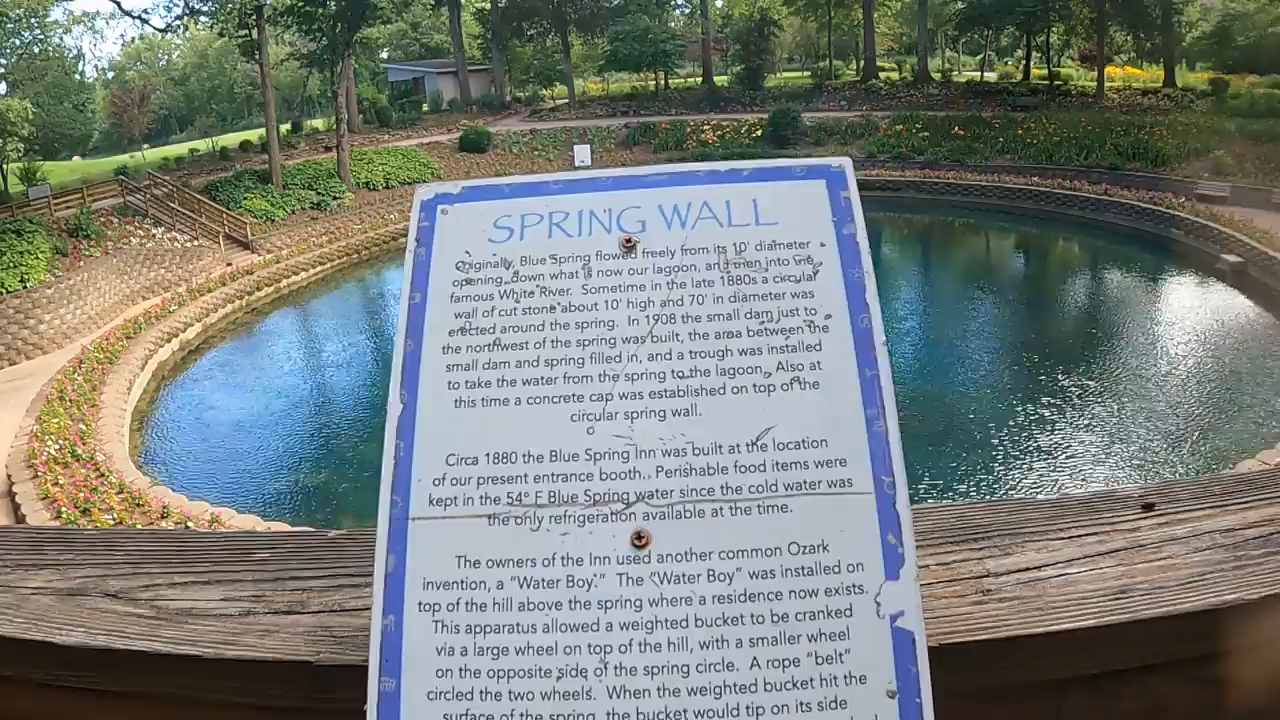 SPRING WALL
Originally, Blue Spring flowed freely from its 10' diameter
opening down what is now our lagoon, and then into the
famous White River. Sometime in the late 1880s a circular
wall of cut stone about 10' high and 70' in diameter was
erected around the spring. In 1908 the small dam just to
the northwest of the spring was built, the area between the
small dam and spring filled in, and a trough was installed
to take the water from the spring to the lagoon. Also at
this time a concrete cap was established on top of the
circular spring wall.
Circa 1880 the Blue Spring Inn was built at the location
of our present entrance booth. Perishable food items were
kept in the 54° F Blue Spring water since the cold water was
the only refrigeration available at the time.
The owners of the Inn used another common Ozark
invention, a "Water Boy." The "Water Boy" was installed on
top of the hill above the spring where a residence now exists.
This apparatus allowed a weighted bucket to be cranked
via a large wheel on top of the hill, with a smaller wheel
on the opposite side of the spring circle. A rope "belt"
circled the two wheels. When the weighted bucket hit the
surface of the spring, the bucket would tip on its side